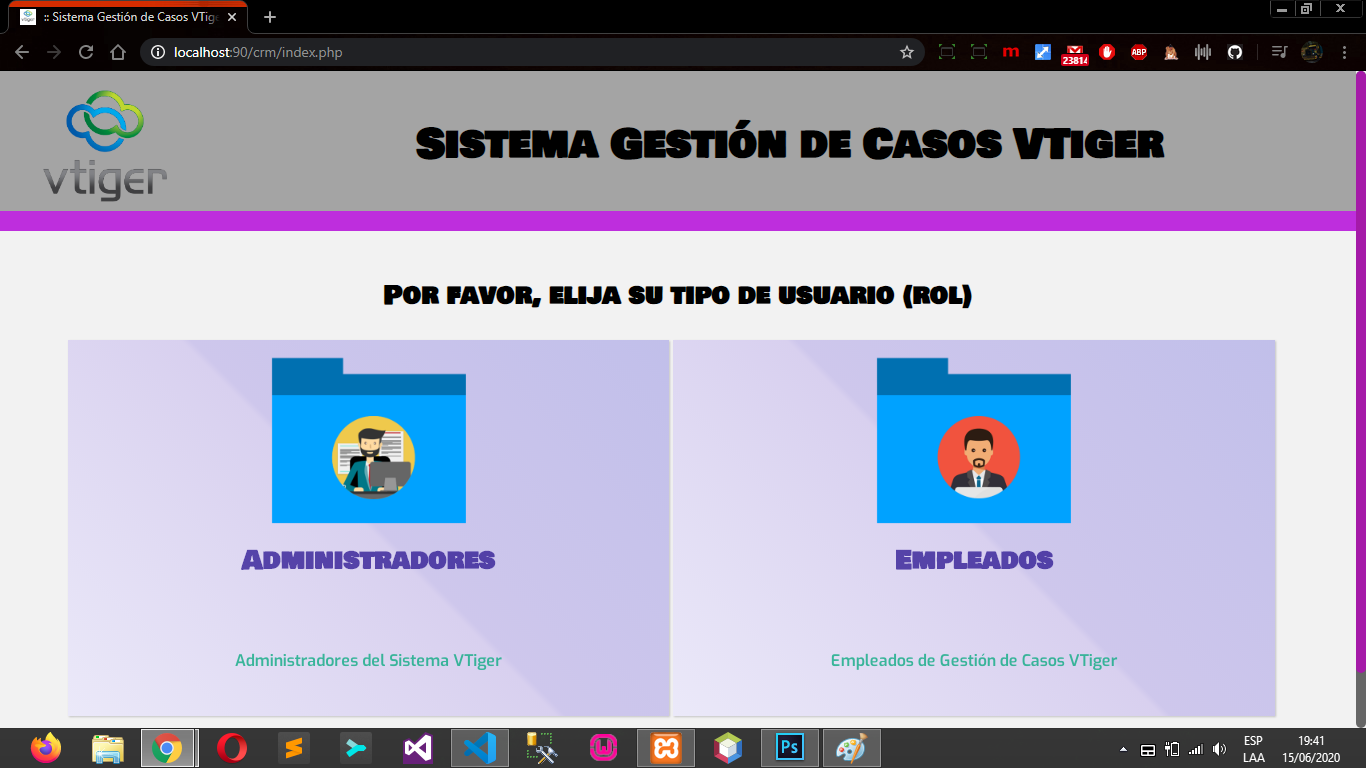 :: Sistema Gestión de Casos VTige
localhost:90/crm/index.php
m
23814
ABP
vtiger
Sistema Gestión de Casos VTiger
Por favor, elija su tipo de usuario (rol)
Administradores
Empleados
Administradores del Sistema VTiger
Empleados de Gestión de Casos VTiger
Ps
ESP
LAA
19:41
15/06/2020